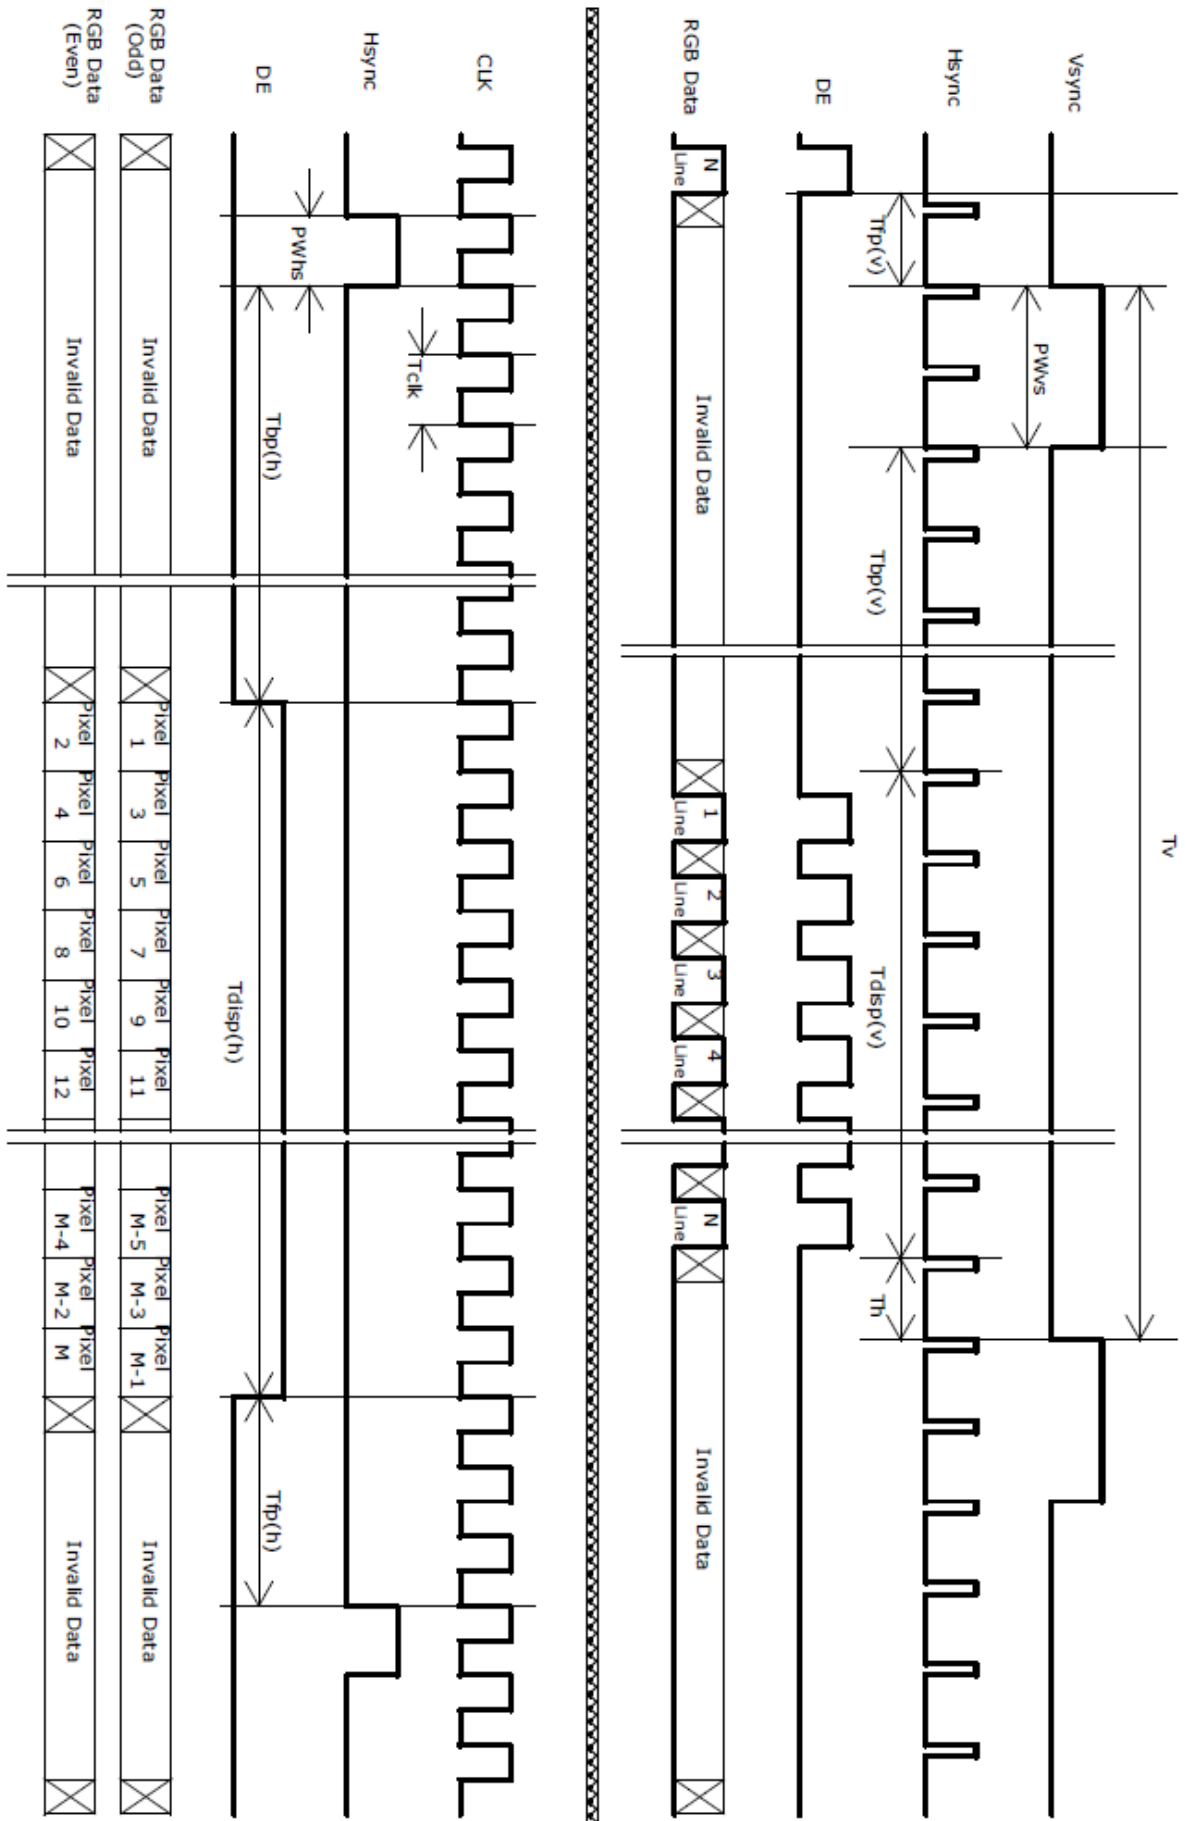 Vsync
Tv
PWvs
Hsync
Tfp(v)
Tbp(v)
Tdisp(v)
Th
DE
RGB Data
Line N
Invalid Data
Line 1
Line 2
Line 3
Line 4
Line N
Invalid Data
CLK
Tclk
Hsync
PWhs
DE
Tbp(h)
Tdisp(h)
Tfp(h)
RGB Data
(Odd)
Invalid Data
Pixel Pixel Pixel Pixel Pixel Pixel Pixel Pixel Pixel
1 3 5 7 9 11 M-5 M-3 M-1
Invalid Data
RGB Data
(Even)
Invalid Data
Pixel Pixel Pixel Pixel Pixel Pixel Pixel Pixel Pixel
2 4 6 8 10 12 M-4 M-2 M
Invalid Data